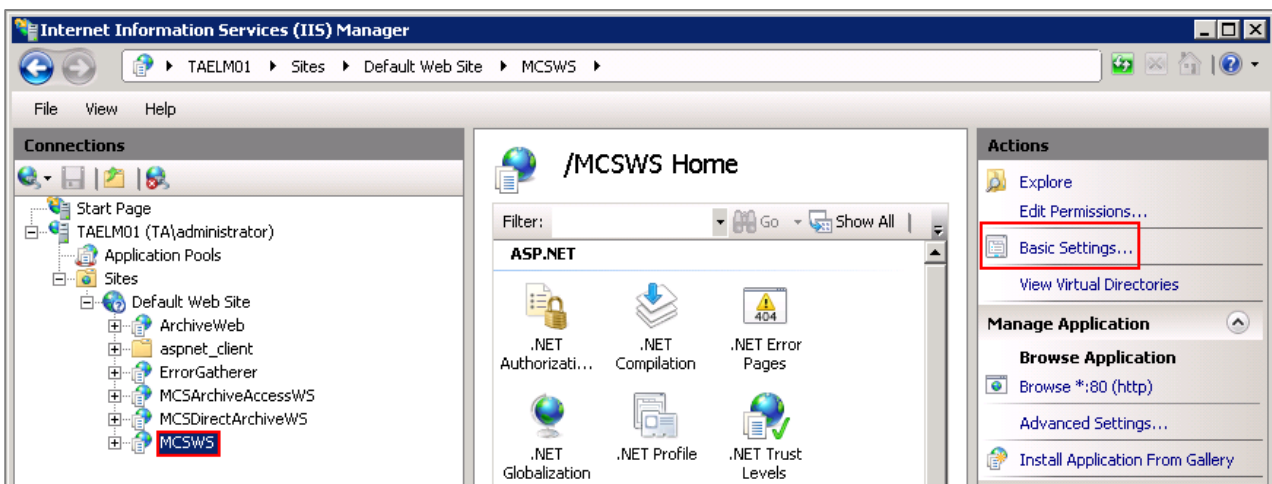 Internet Information Services (IIS) Manager
TAELM01 Sites Default Web Site MCSWS
File View Help
Connections
Start Page
TAELM01 (TA\administrator)
Application Pools
Sites
Default Web Site
ArchiveWeb
aspnet_client
ErrorGatherer
MCSArchiveAccessWS
MCSDirectArchiveWS
MCSWS
/MCSWS Home
Filter: Go Show All
ASP.NET
404
.NET Authorizati...
.NET Compilation
.NET Error Pages
.NET Globalization
.NET Profile
.NET Trust Levels
Actions
Explore
Edit Permissions...
Basic Settings...
View Virtual Directories
Manage Application
Browse Application
Browse *:80 (http)
Advanced Settings...
Install Application From Gallery